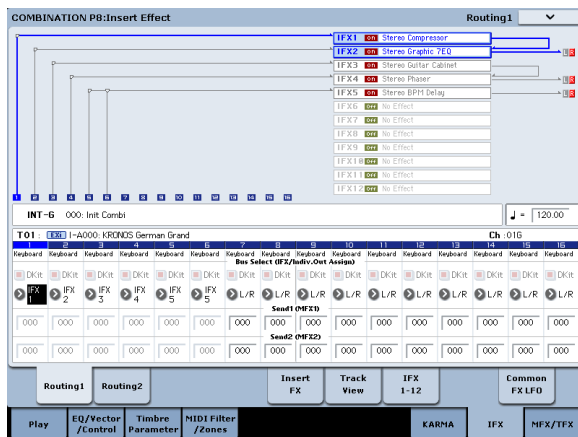 COMBINATION P8:Insert Effect Routing1
IFX1 on Stereo Compressor
IFX2 on Stereo Graphic 7EQ L R
IFX3 on Stereo Guitar Cabinet
IFX4 on Stereo Phaser L R
IFX5 on Stereo BPM Delay L R
IFX6 OFF No Effect
IFX7 OFF No Effect
IFX8 OFF No Effect
IFX9 OFF No Effect
IFX10 OFF No Effect
IFX11 OFF No Effect
IFX12 OFF No Effect
1 2 3 4 5 6 7 8 9 10 11 12 13 14 15 16
INT-G 000: Init Combi ♩= 120.00
T01: EXi I-A000: KRONOS German Grand Ch:01G
1 2 3 4 5 6 7 8 9 10 11 12 13 14 15 16
Keyboard Keyboard Keyboard Keyboard Keyboard Keyboard Keyboard Keyboard Keyboard Keyboard Keyboard Keyboard Keyboard Keyboard Keyboard Keyboard
Bus Select (IFX/Indiv.Out Assign)
DKit DKit DKit DKit DKit DKit DKit DKit DKit DKit DKit DKit DKit DKit DKit DKit
IFX 1 IFX 2 IFX 3 IFX 4 IFX 5 IFX 5 L/R L/R L/R L/R L/R L/R L/R L/R L/R L/R
Send1 (MFX1)
000 000 000 000 000 000 000 000 000 000 000 000 000 000 000 000
Send2 (MFX2)
000 000 000 000 000 000 000 000 000 000 000 000 000 000 000 000
Routing1 Routing2 Insert FX Track View IFX 1-12 Common FX LFO
Play EQ/Vector /Control Timbre Parameter MIDI Filter /Zones KARMA IFX MFX/TFX